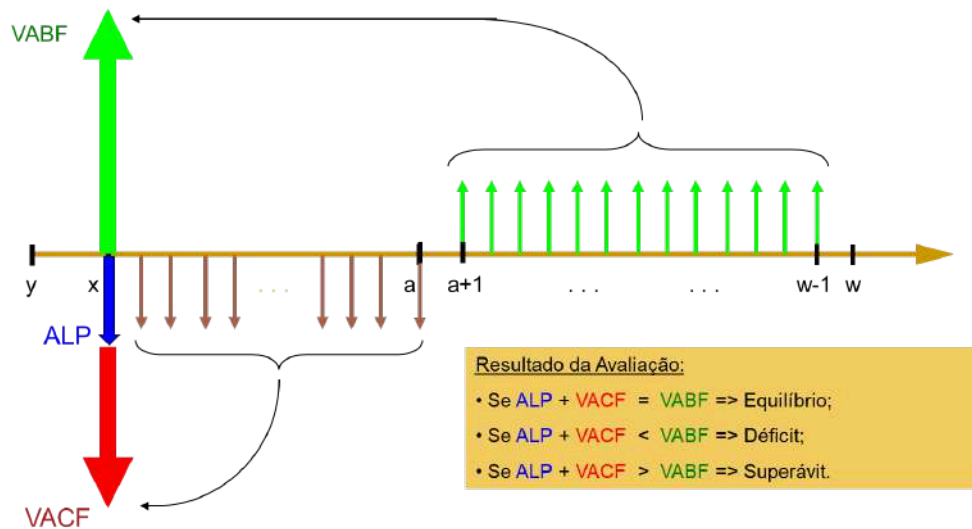 VABF
y
x
. . .
a
a+1
. . .
. . .
w-1
w
ALP
VACF
Resultado da Avaliação:
• Se ALP + VACF = VABF => Equilíbrio;
• Se ALP + VACF < VABF => Déficit;
• Se ALP + VACF > VABF => Superávit.